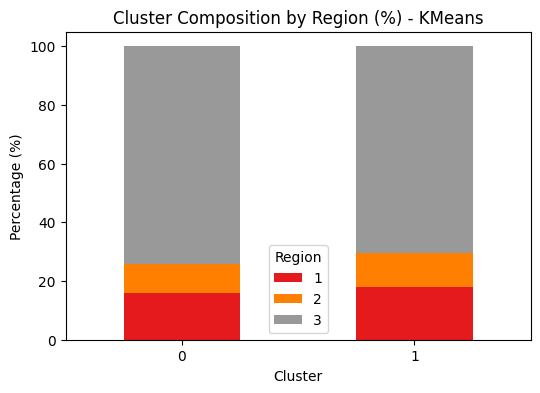 Cluster Composition by Region (%) - KMeans
Percentage (%)
100
80
60
40
20
0
Region
1
2
3
0
1
Cluster